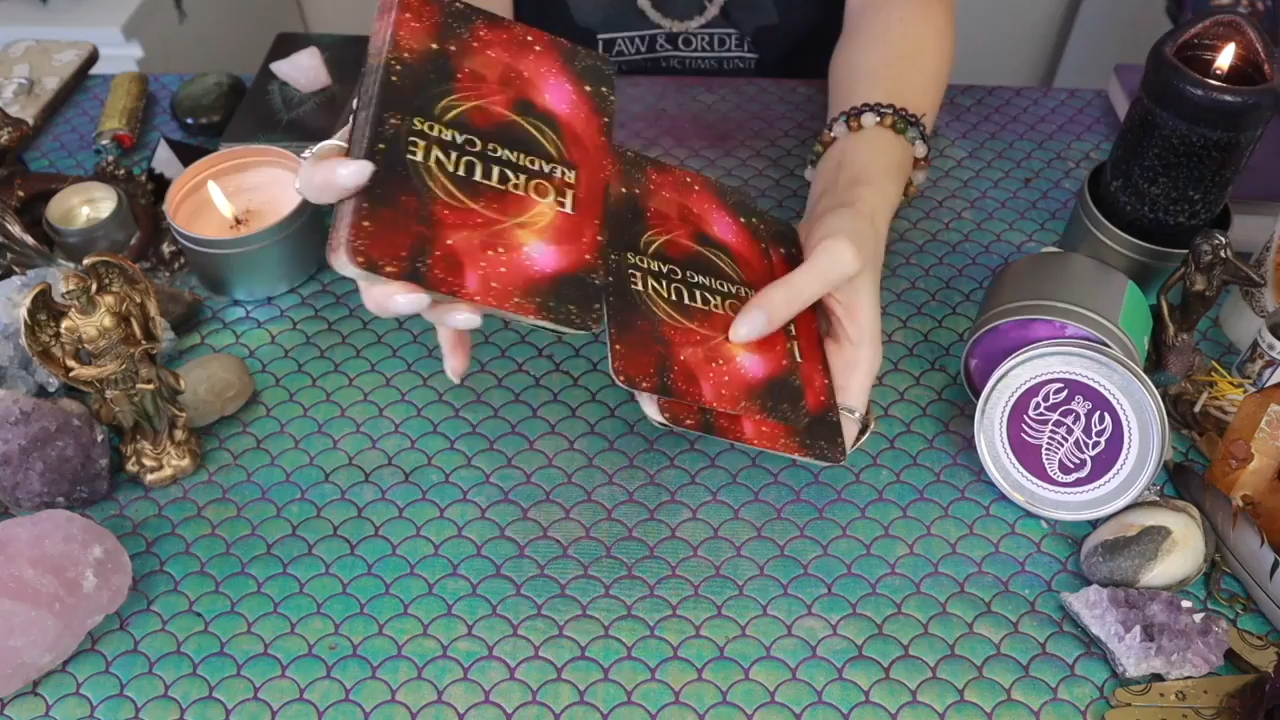 LAW & ORDER
VICTIMS UNIT
FORTUNE
READING CARDS
FORTUNE
READING CARDS